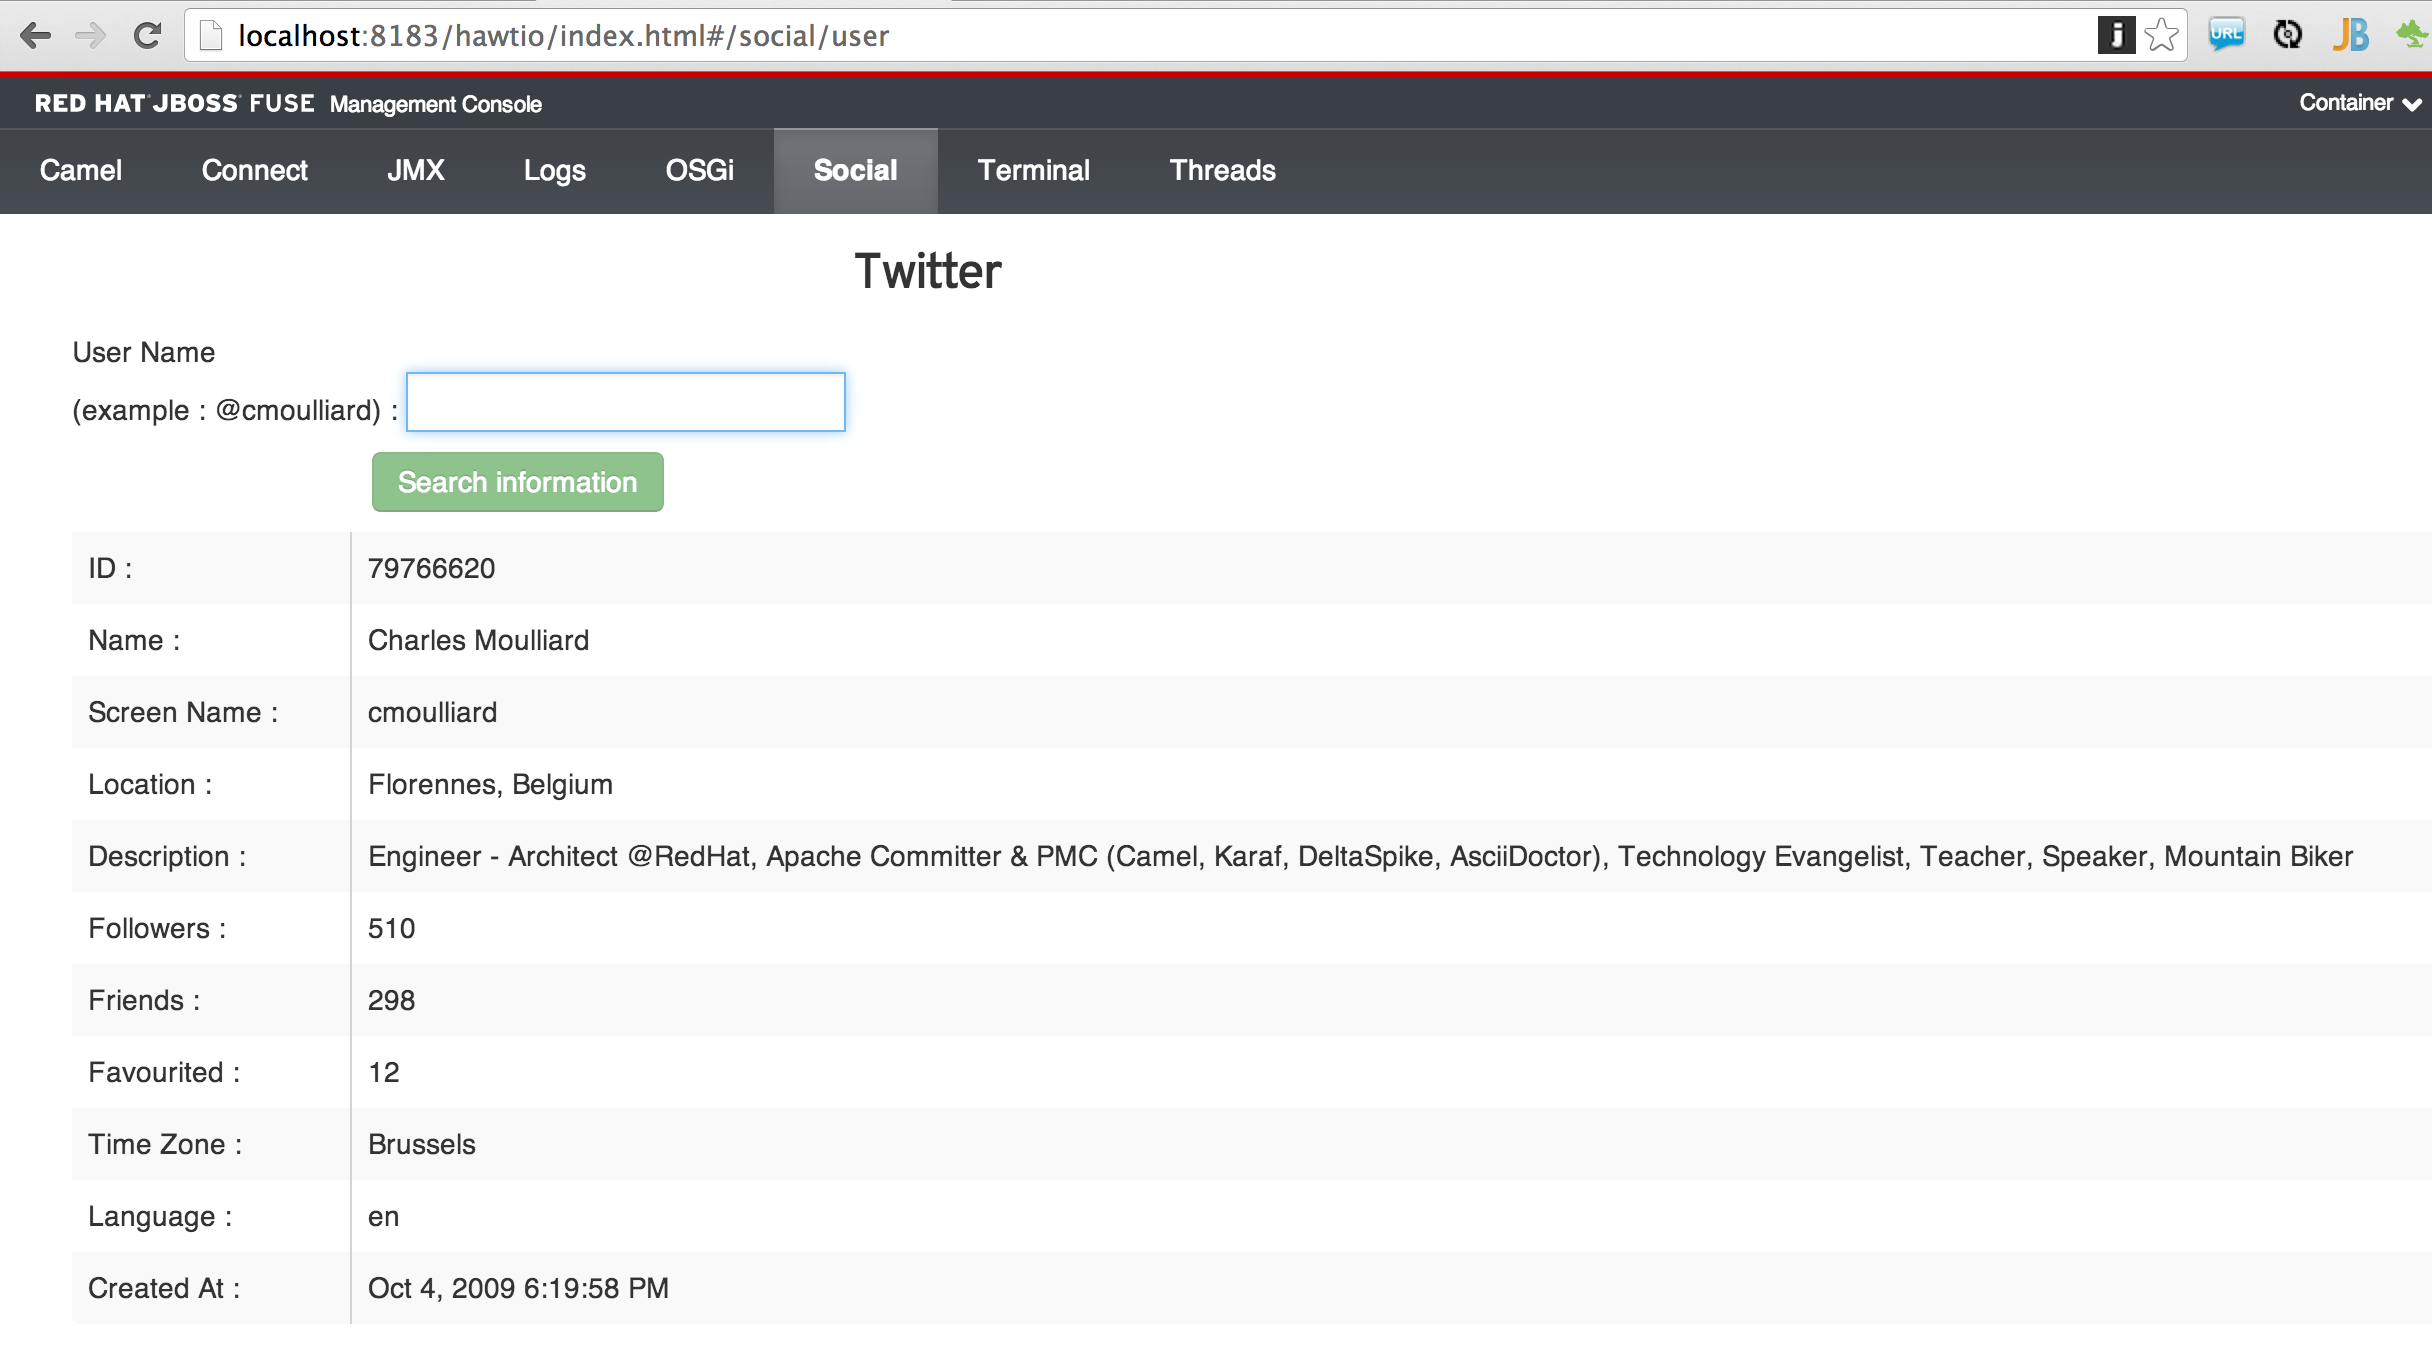 localhost:8183/hawtio/index.html#/social/user
j
URL
JB
RED HAT JBOSS FUSE Management Console
Container
Camel Connect JMX Logs OSGi Social Terminal Threads
Twitter
User Name
(example : @cmoulliard) :
Search information
ID : 79766620
Name : Charles Moulliard
Screen Name : cmoulliard
Location : Florennes, Belgium
Description : Engineer - Architect @RedHat, Apache Committer & PMC (Camel, Karaf, DeltaSpike, AsciiDoctor), Technology Evangelist, Teacher, Speaker, Mountain Biker
Followers : 510
Friends : 298
Favourited : 12
Time Zone : Brussels
Language : en
Created At : Oct 4, 2009 6:19:58 PM